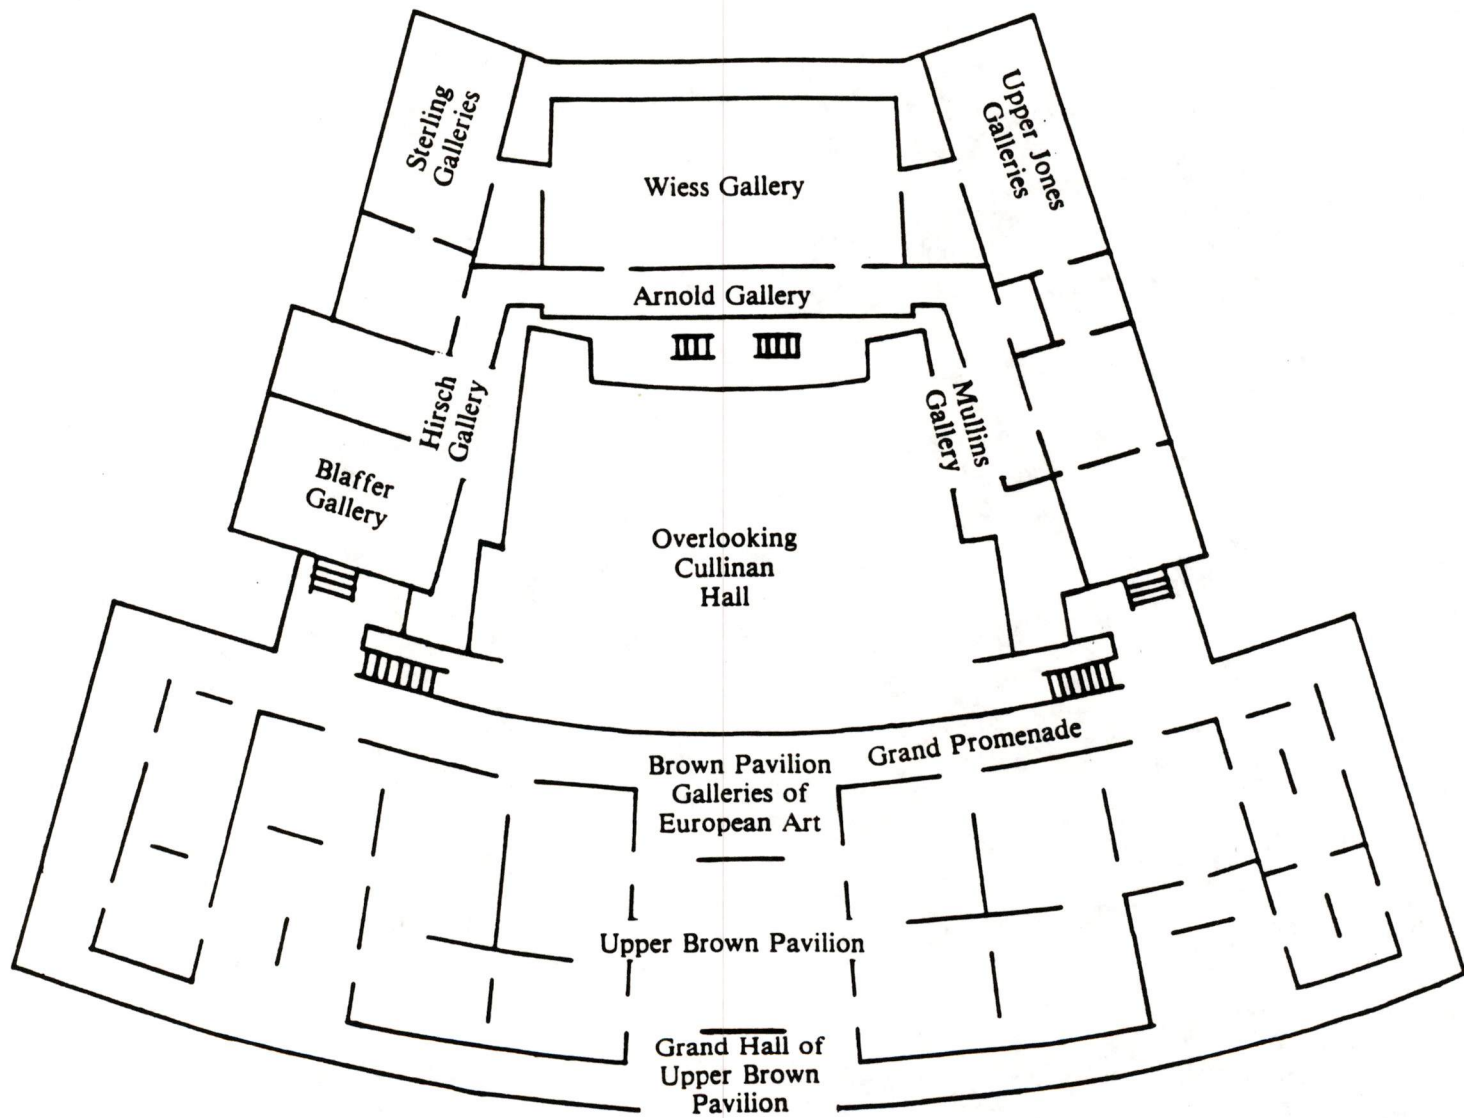 Sterling
Galleries
Upper Jones
Galleries
Wiess Gallery
Arnold Gallery
Hirsch
Gallery
Mullins
Gallery
Blaffer
Gallery
Overlooking
Cullinan
Hall
Grand Promenade
Brown Pavilion
Galleries of
European Art
Upper Brown Pavilion
Grand Hall of
Upper Brown
Pavilion